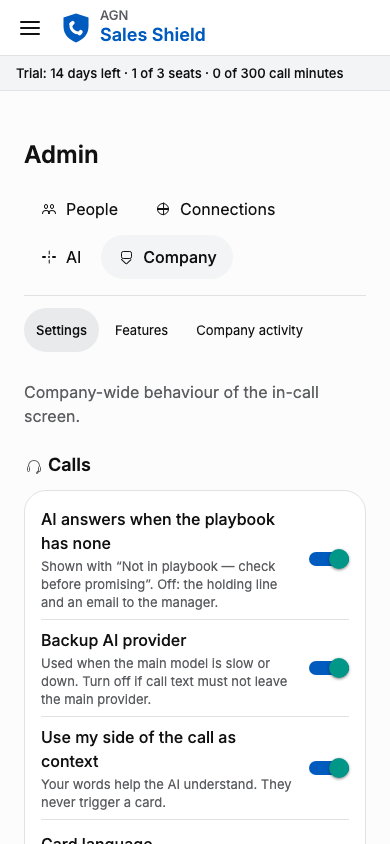 AGN
Sales Shield
Trial: 14 days left · 1 of 3 seats · 0 of 300 call minutes
Admin
People
Connections
AI
Company
Settings
Features
Company activity
Company-wide behaviour of the in-call
screen.
Calls
AI answers when the playbook
has none
Shown with “Not in playbook — check
before promising”. Off: the holding line
and an email to the manager.
Backup AI provider
Used when the main model is slow or
down. Turn off if call text must not leave
the main provider.
Use my side of the call as
context
Your words help the AI understand. They
never trigger a card.
Card language